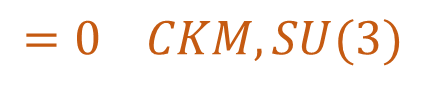 = 0 CKM, SU(3)